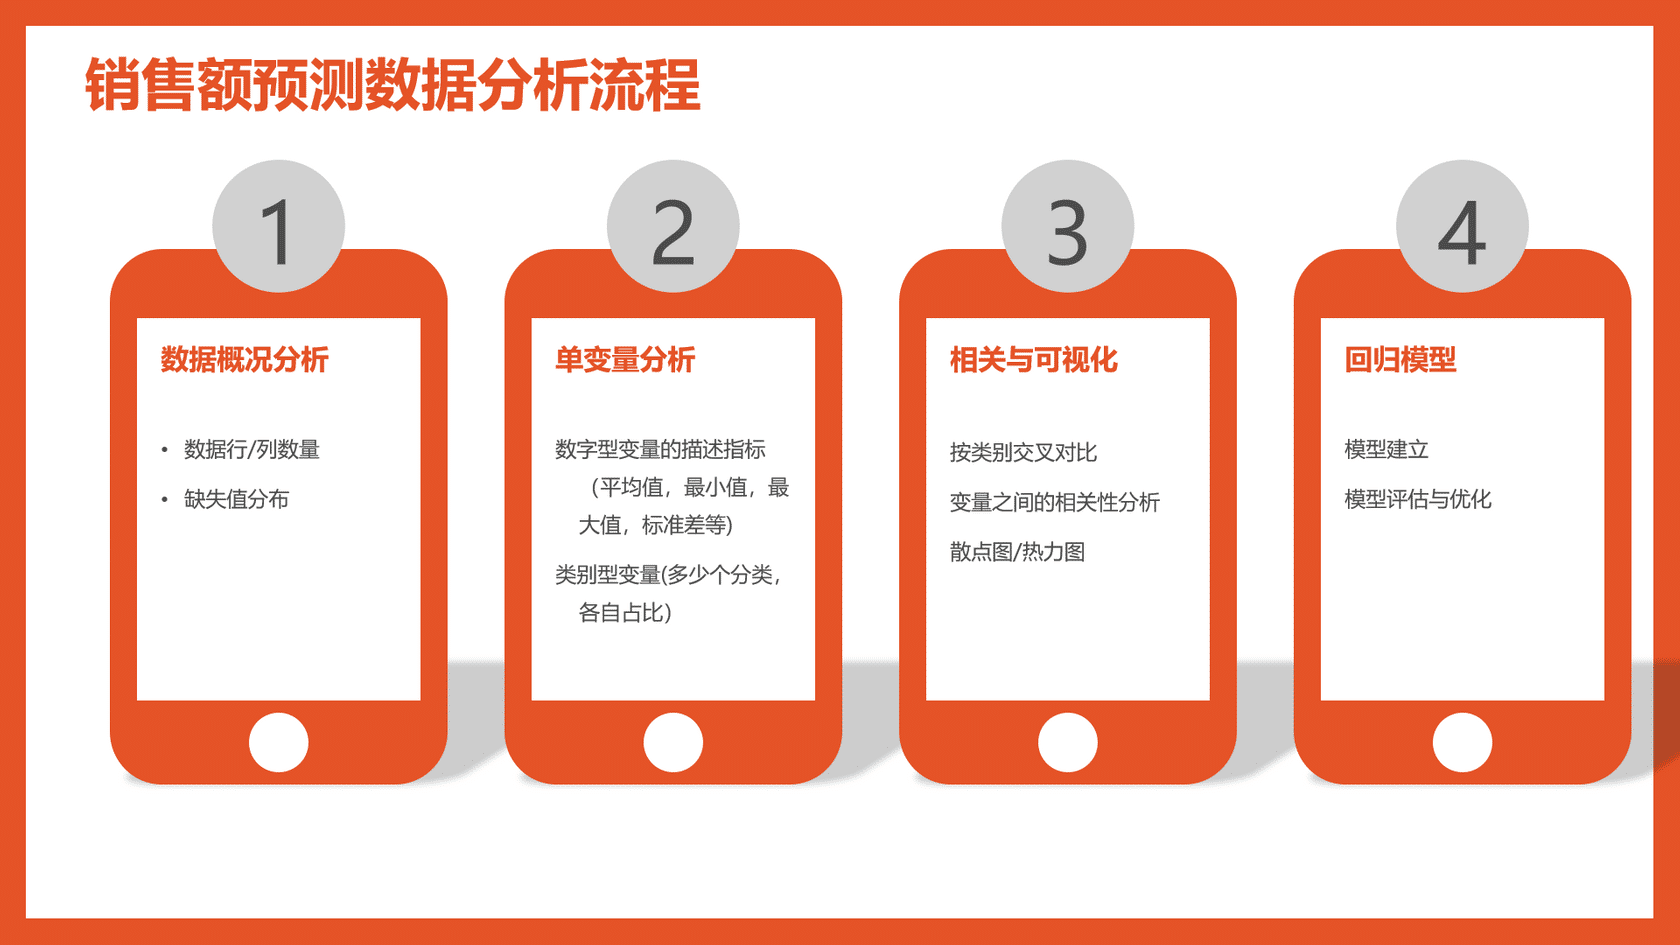 销售额预测数据分析流程
1
数据概况分析
• 数据行/列数量
• 缺失值分布
2
单变量分析
数字型变量的描述指标
（平均值，最小值，最
大值，标准差等)
类别型变量(多少个分类，
各自占比）
3
相关与可视化
按类别交叉对比
变量之间的相关性分析
散点图/热力图
4
回归模型
模型建立
模型评估与优化